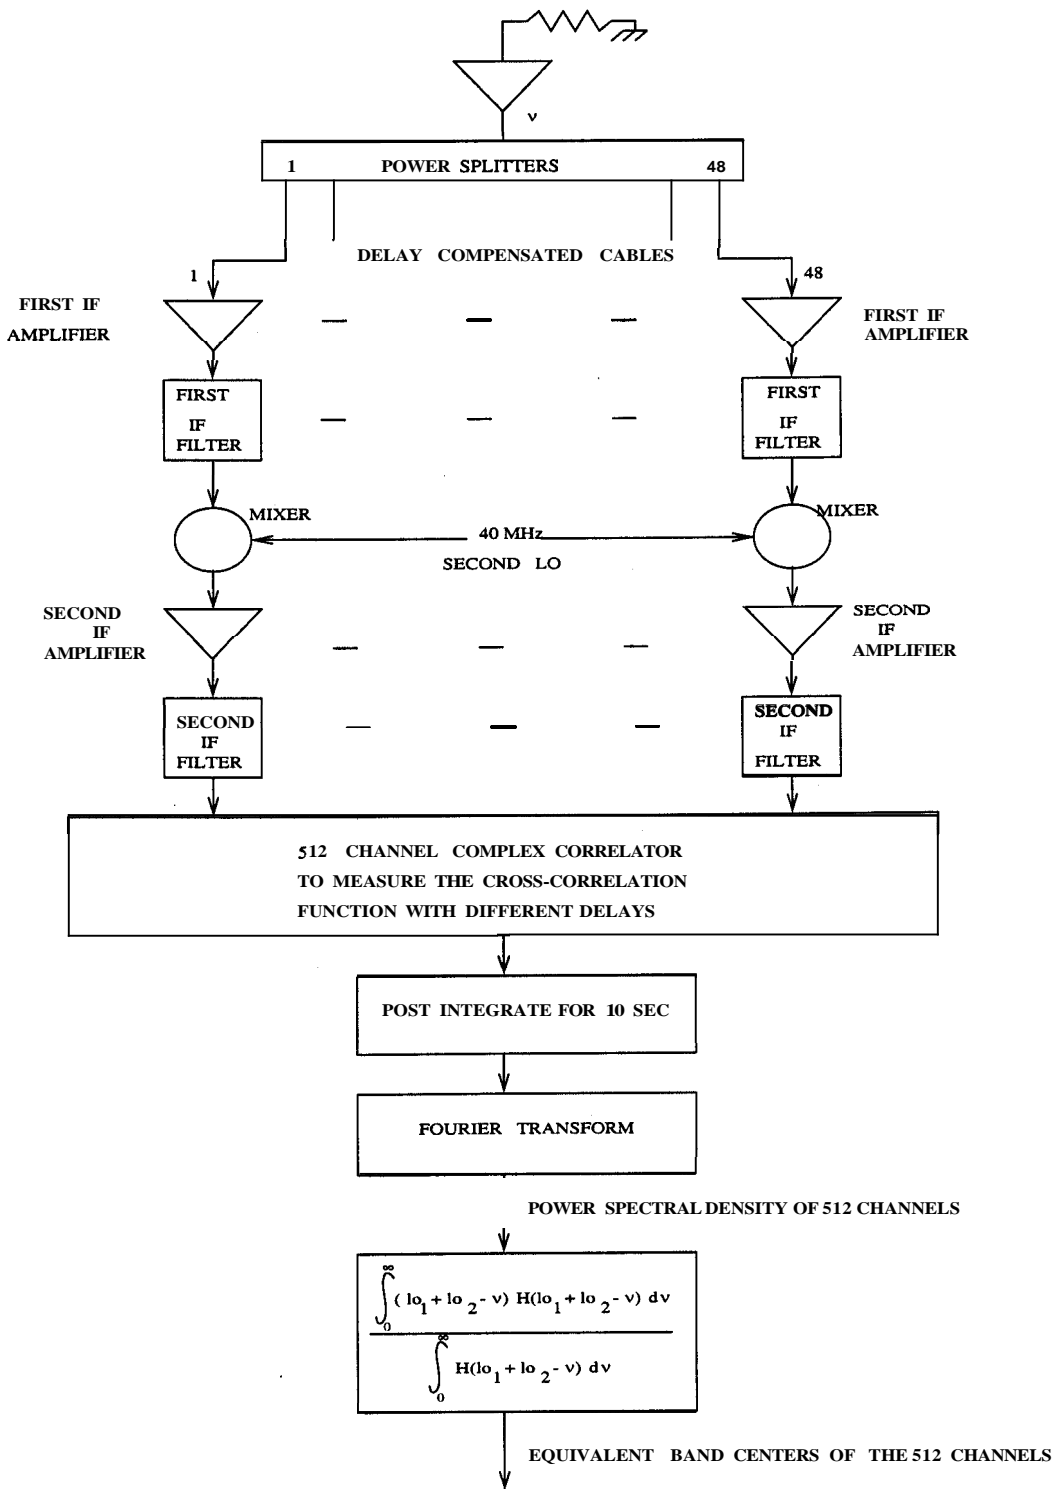 ν
1 POWER SPLITTERS 48
DELAY COMPENSATED CABLES
1
48
FIRST IF
AMPLIFIER
FIRST IF
AMPLIFIER
FIRST
IF
FILTER
FIRST
IF
FILTER
MIXER
MIXER
40 MHz
SECOND LO
SECOND
IF
AMPLIFIER
SECOND
IF
AMPLIFIER
SECOND
IF
FILTER
SECOND
IF
FILTER
512 CHANNEL COMPLEX CORRELATOR
TO MEASURE THE CROSS-CORRELATION
FUNCTION WITH DIFFERENT DELAYS
POST INTEGRATE FOR 10 SEC
FOURIER TRANSFORM
POWER SPECTRAL DENSITY OF 512 CHANNELS
∫₀^∞ ( lo₁ + lo₂ - ν) H(lo₁ + lo₂ - ν) dν
∫₀^∞ H(lo₁ + lo₂ - ν) dν
EQUIVALENT BAND CENTERS OF THE 512 CHANNELS